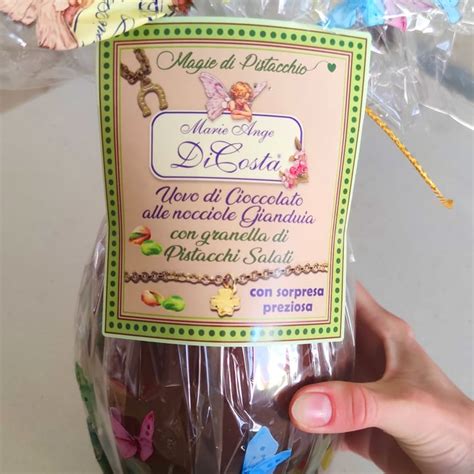 Magie di Pistacchio
Marie Ange
DiCosta®
Uovo di Cioccolato
alle nocciole Gianduia
con granella di
Pistacchi Salati
con sorpresa
preziosa